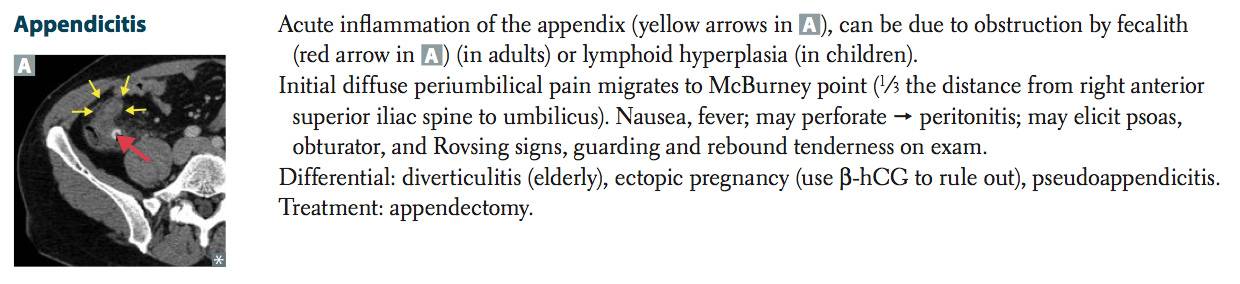 Appendicitis
A
*
Acute inflammation of the appendix (yellow arrows in A), can be due to obstruction by fecalith
(red arrow in A) (in adults) or lymphoid hyperplasia (in children).
Initial diffuse periumbilical pain migrates to McBurney point (⅓ the distance from right anterior
superior iliac spine to umbilicus). Nausea, fever; may perforate → peritonitis; may elicit psoas,
obturator, and Rovsing signs, guarding and rebound tenderness on exam.
Differential: diverticulitis (elderly), ectopic pregnancy (use β-hCG to rule out), pseudoappendicitis.
Treatment: appendectomy.